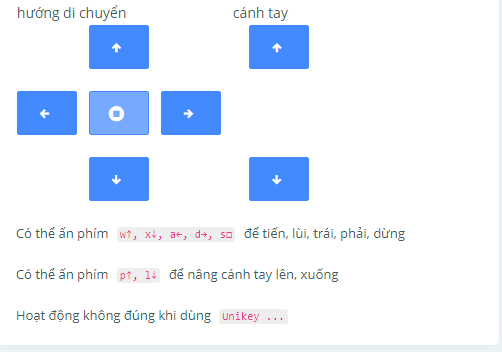 hướng di chuyển
cánh tay
Có thể ấn phím w↑, x↓, a←, d→, s□ để tiến, lùi, trái, phải, dừng
Có thể ấn phím p↑, l↓ để nâng cánh tay lên, xuống
Hoạt động không đúng khi dùng Unikey ...